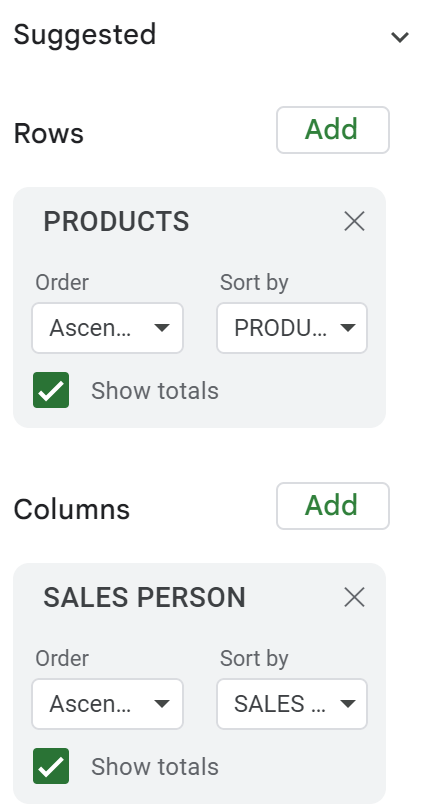 Suggested
Rows Add
PRODUCTS
Order Sort by
Ascen... PRODU...
Show totals
Columns Add
SALES PERSON
Order Sort by
Ascen... SALES ...
Show totals